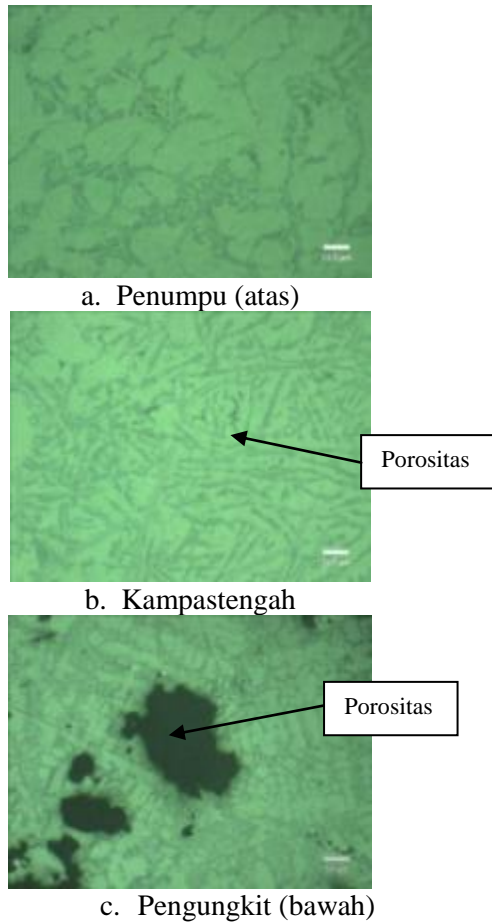 a. Penumpu (atas)
Porositas
b. Kampastengah
Porositas
c. Pengungkit (bawah)